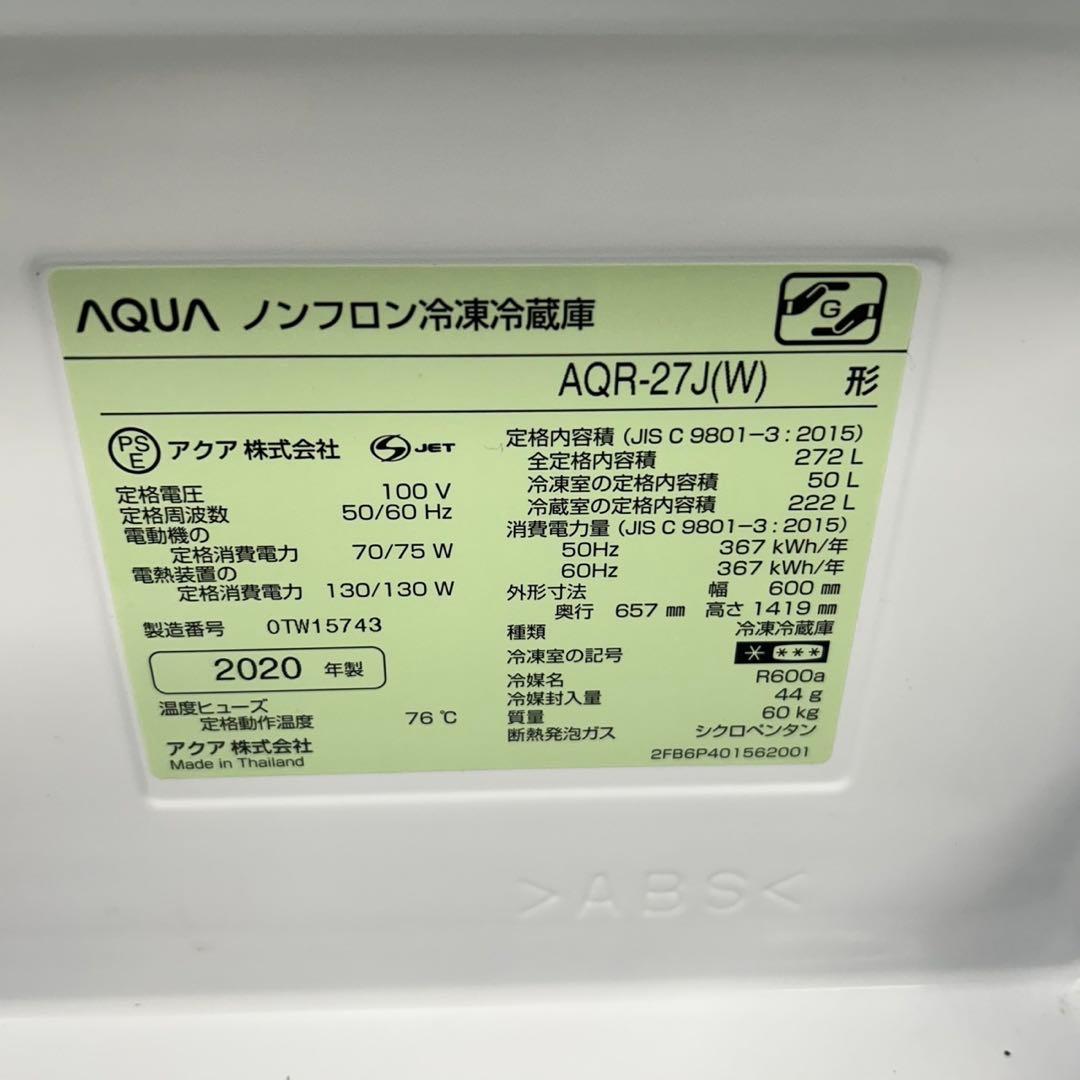 AQUA ノンフロン冷凍冷蔵庫
G
AQR-27J(W) 形
PS
E
アクア 株式会社
S JET
定格電圧 100 V
定格周波数 50/60 Hz
電動機の
定格消費電力 70/75 W
電熱装置の
定格消費電力 130/130 W
製造番号 0TW15743
2020 年製
温度ヒューズ
定格動作温度 76 ℃
アクア 株式会社
Made in Thailand
定格内容積 (JIS C 9801-3 : 2015)
全定格内容積 272 L
冷凍室の定格内容積 50 L
冷蔵室の定格内容積 222 L
消費電力量 (JIS C 9801-3 : 2015)
50Hz 367 kWh/年
60Hz 367 kWh/年
外形寸法 幅 600 ㎜
奥行 657 ㎜ 高さ 1419 ㎜
種類 冷凍冷蔵庫
冷凍室の記号 * ***
冷媒名 R600a
冷媒封入量 44 g
質量 60 kg
断熱発泡ガス シクロペンタン
2FB6P401562001
>ABS<